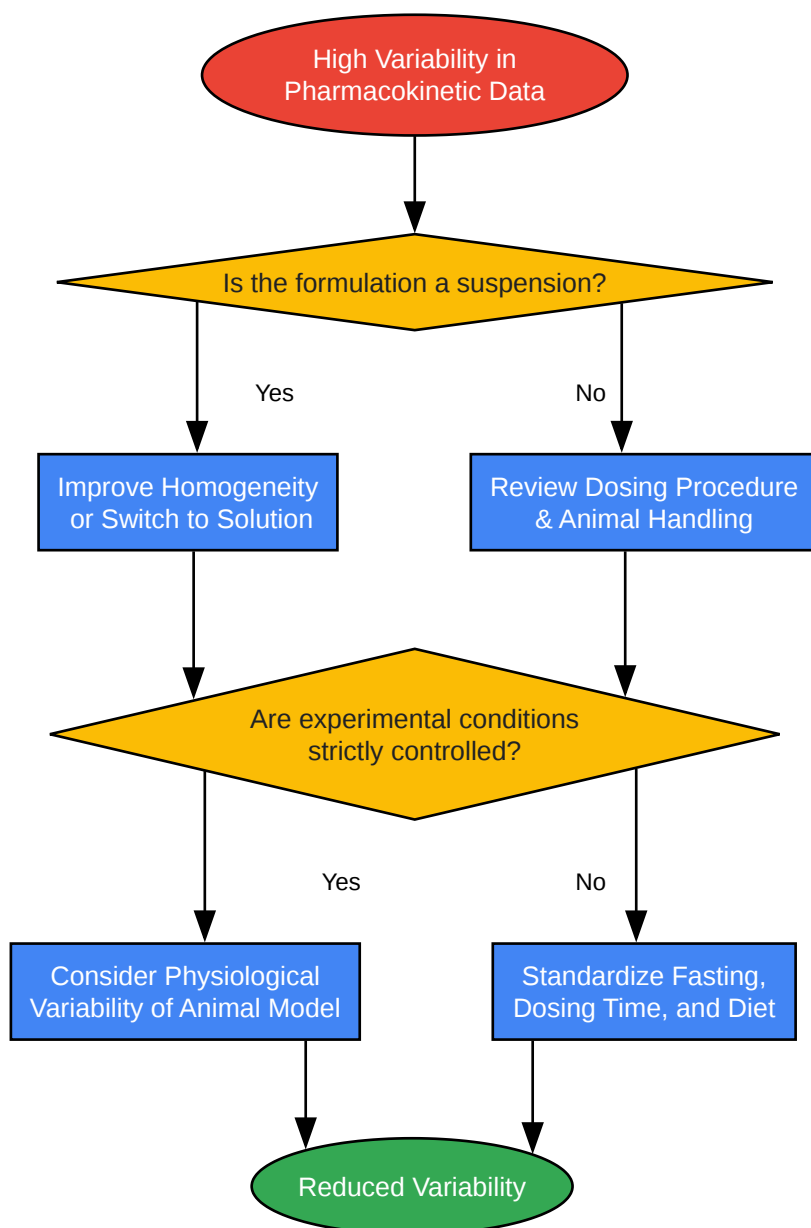 High Variability in
Pharmacokinetic Data
Is the formulation a suspension?
Yes
No
Improve Homogeneity
or Switch to Solution
Review Dosing Procedure
& Animal Handling
Are experimental conditions
strictly controlled?
Yes
No
Consider Physiological
Variability of Animal Model
Standardize Fasting,
Dosing Time, and Diet
Reduced Variability